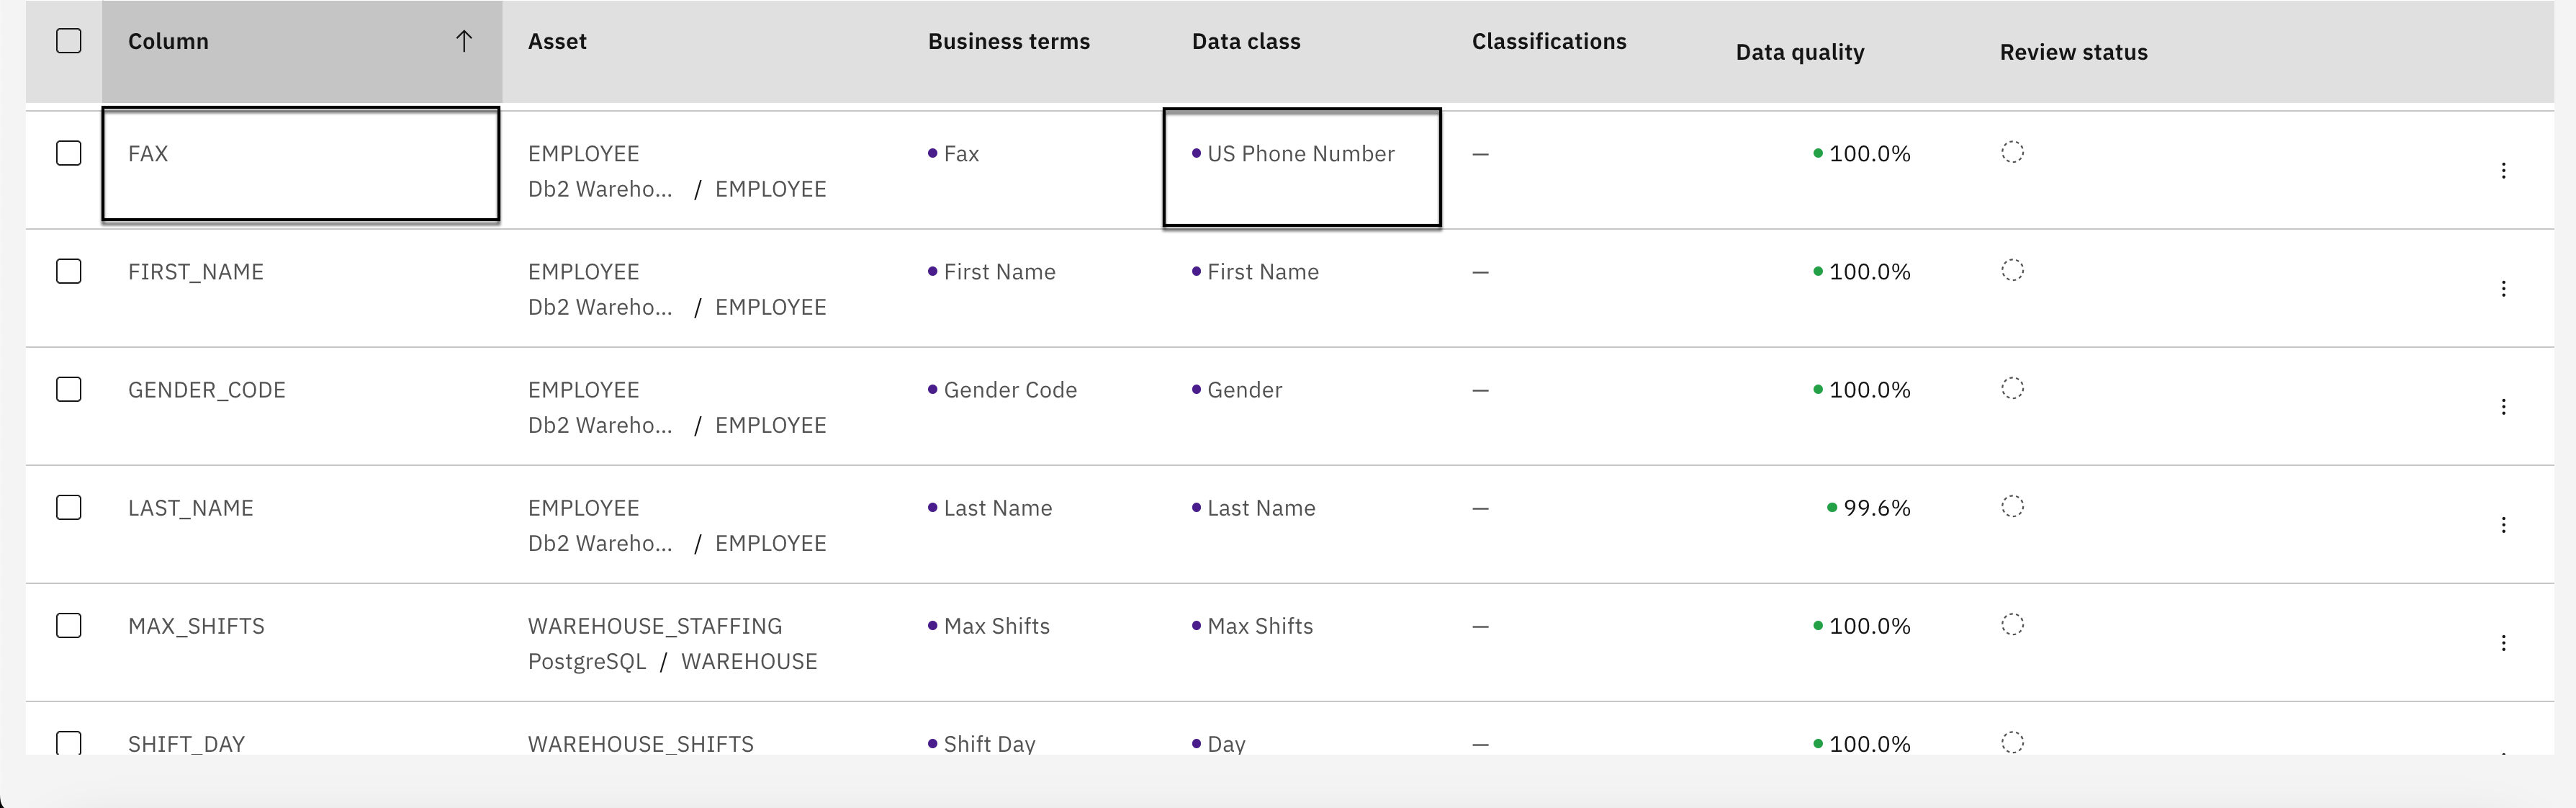 Column ↑ Asset Business terms Data class Classifications Data quality Review status
FAX EMPLOYEE • Fax • US Phone Number — • 100.0%
Db2 Wareho... / EMPLOYEE
FIRST_NAME EMPLOYEE • First Name • First Name — • 100.0%
Db2 Wareho... / EMPLOYEE
GENDER_CODE EMPLOYEE • Gender Code • Gender — • 100.0%
Db2 Wareho... / EMPLOYEE
LAST_NAME EMPLOYEE • Last Name • Last Name — • 99.6%
Db2 Wareho... / EMPLOYEE
MAX_SHIFTS WAREHOUSE_STAFFING • Max Shifts • Max Shifts — • 100.0%
PostgreSQL / WAREHOUSE
SHIFT_DAY WAREHOUSE_SHIFTS • Shift Day • Day — • 100.0%